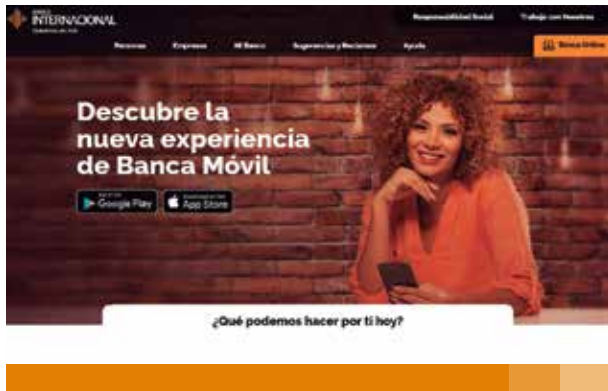 BANCO
INTERNACIONAL
Responsabilidad Social Trabaja con Nosotros
Personas Empresas Mi Banco Sugerencias y Reclamos Ayuda
Banca Online
Descubre la
nueva experiencia
de Banca Móvil
Google Play
App Store
¿Qué podemos hacer por ti hoy?